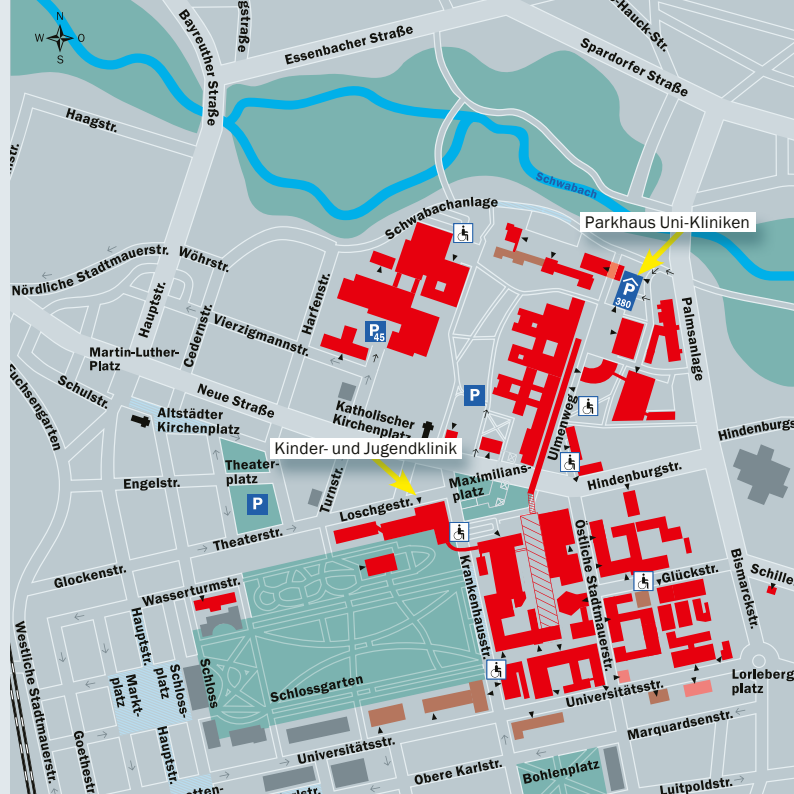 N
W
O
S
Bayreuther Straße
gstraße
Essenbacher Straße
-Hauck-Str.
Spardorfer Straße
Haagstr.
Schwabach
Schwabachanlage
Parkhaus Uni-Kliniken
Nördliche Stadtmauerstr.
Wöhrstr.
P
380
Hauptstr.
Cedernstr.
Vierzigmannstr.
Harfenstr.
P
45
Palmsanlage
Martin-Luther-
Platz
Fuchsengarten
Schulstr.
Neue Straße
P
Altstädter
Kirchenplatz
Katholischer
Kirchenplatz
Ulmenweg
Hindenburgs
Kinder- und Jugendklinik
Theater-
platz
Engelstr.
P
Turnstr.
Maximilians-
platz
Hindenburgstr.
Loschgestr.
Theaterstr.
Glockenstr.
Wasserturmstr.
Krankenhausstr.
Östliche Stadtmauerstr.
Glückstr.
Bismarckstr.
Schille
Westliche Stadtmauerstr.
Hauptstr.
Markt-
platz
Schloss-
platz
Schloss
Schlossgarten
Lorleberg
platz
Universitätsstr.
Goethestr
Hauptstr.
Universitätsstr.
Marquardsenstr.
Obere Karlstr.
Bohlenplatz
Luitpoldstr.